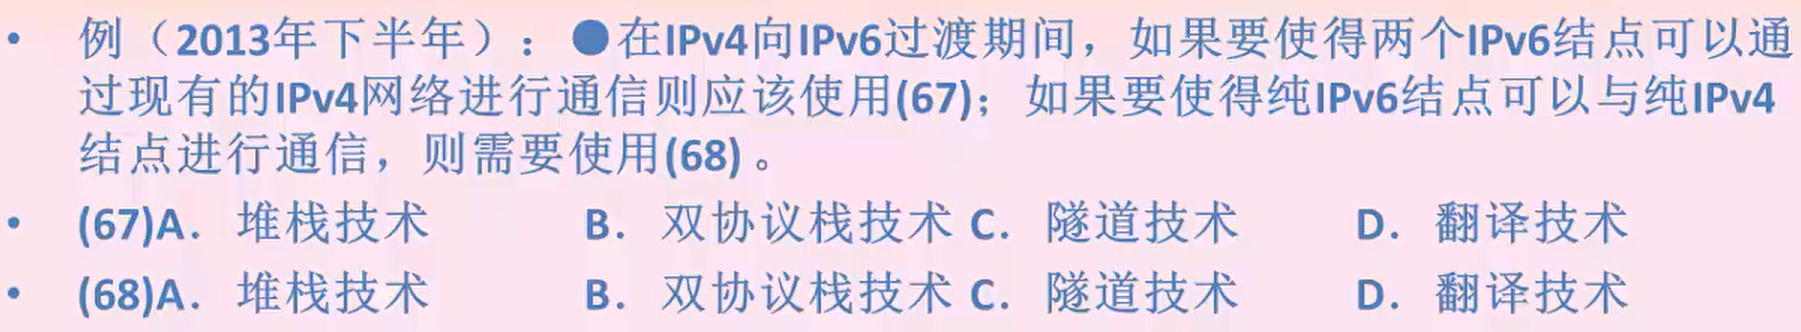 • 例（2013年下半年）：●在IPv4向IPv6过渡期间，如果要使得两个IPv6结点可以通
过现有的IPv4网络进行通信则应该使用(67)；如果要使得纯IPv6结点可以与纯IPv4
结点进行通信，则需要使用(68) 。
• (67)A. 堆栈技术 B. 双协议栈技术 C. 隧道技术 D. 翻译技术
• (68)A. 堆栈技术 B. 双协议栈技术 C. 隧道技术 D. 翻译技术